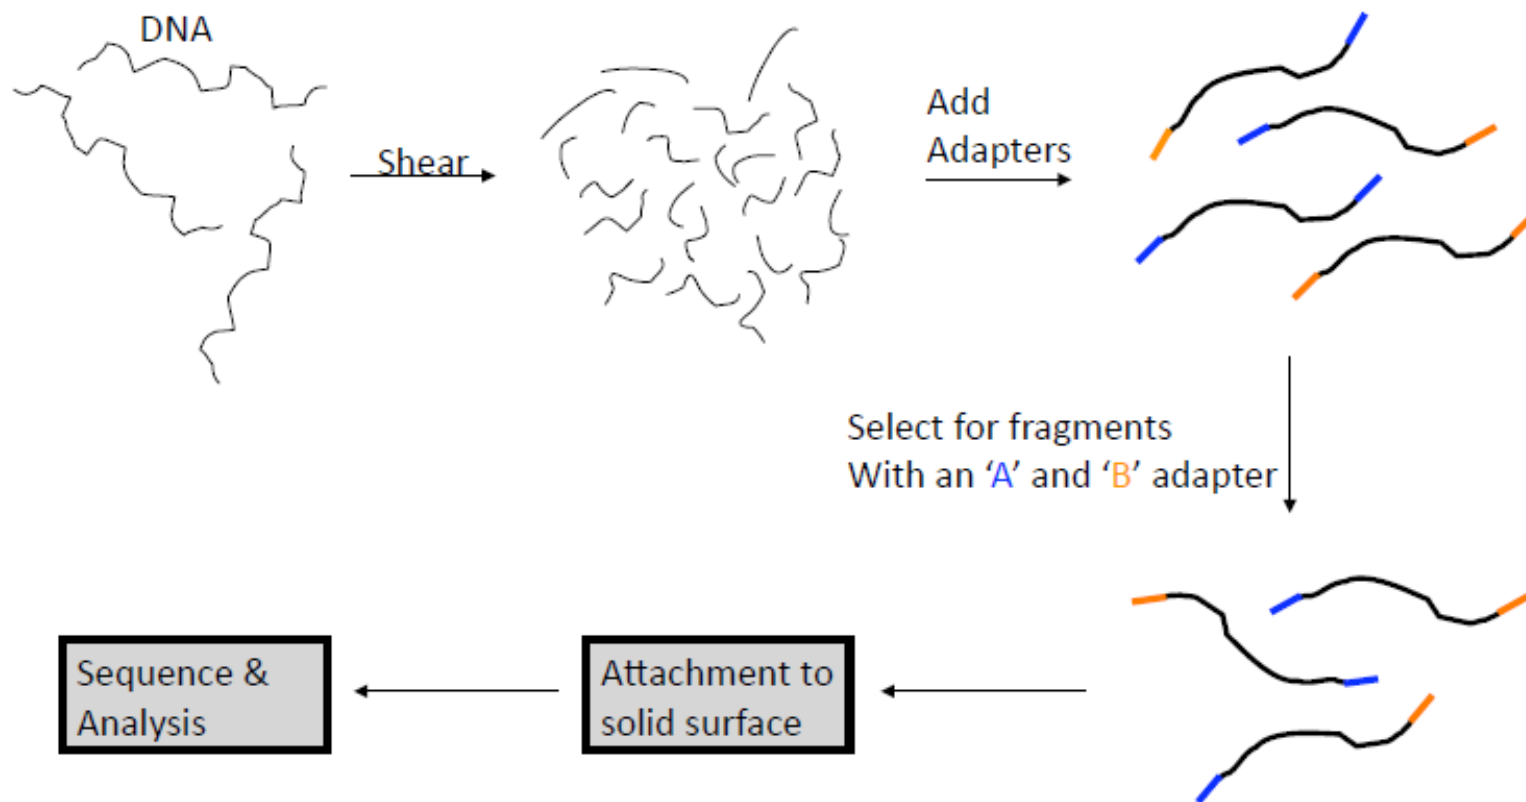 DNA
Shear
Add
Adapters
Select for fragments
With an ‘A’ and ‘B’ adapter
Attachment to
solid surface
Sequence &
Analysis